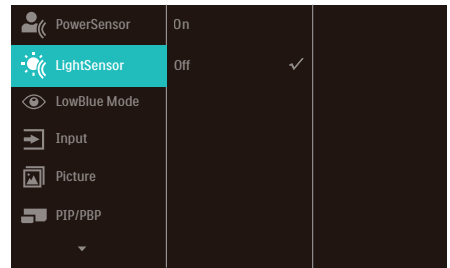 PowerSensor
On
LightSensor
Off
LowBlue Mode
Input
Picture
PIP/PBP